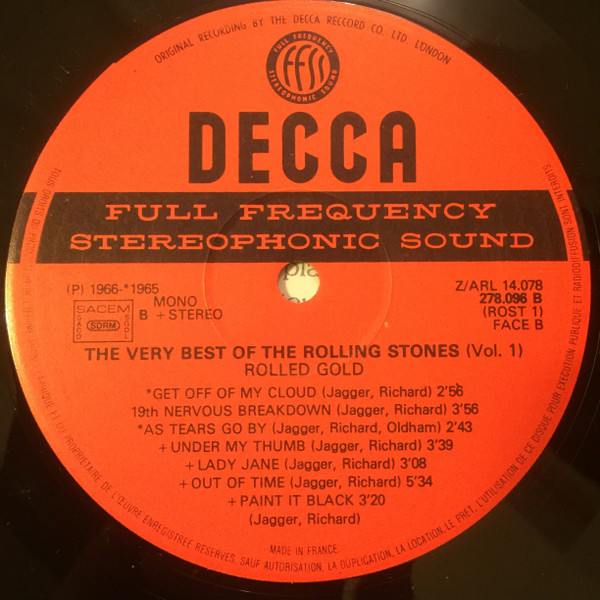 ORIGINAL RECORDING BY THE DECCA RECCORD CO. LTD. LONDON
FULL FREQUENCY
FFSS
STEREOPHONIC SOUND
DECCA
FULL FREQUENCY
STEREOPHONIC SOUND
(P) 1966-*1965
MONO
B + STEREO
SACEM
SDRM
SACD
SGDL
Z/ARL 14.078
278.096 B
(ROST 1)
FACE B
THE VERY BEST OF THE ROLLING STONES (Vol. 1)
ROLLED GOLD
*GET OFF OF MY CLOUD (Jagger, Richard) 2'56
19th NERVOUS BREAKDOWN (Jagger, Richard) 3'56
*AS TEARS GO BY (Jagger, Richard, Oldham) 2'43
+ UNDER MY THUMB (Jagger, Richard) 3'39
+ LADY JANE (Jagger, Richard) 3'08
+ OUT OF TIME (Jagger, Richard) 5'34
+ PAINT IT BLACK 3'20
(Jagger, Richard)
MADE IN FRANCE
TOUS DROITS DU PROPRIETAIRE DE L'ŒUVRE ENREGISTREE RESERVES. SAUF AUTORISATION, LA DUPLICATION, LA LOCATION, LE PRET, L'UTILISATION DE CE DISQUE POUR EXECUTION PUBLIQUE ET RADIODIFFUSION SONT INTERDITS